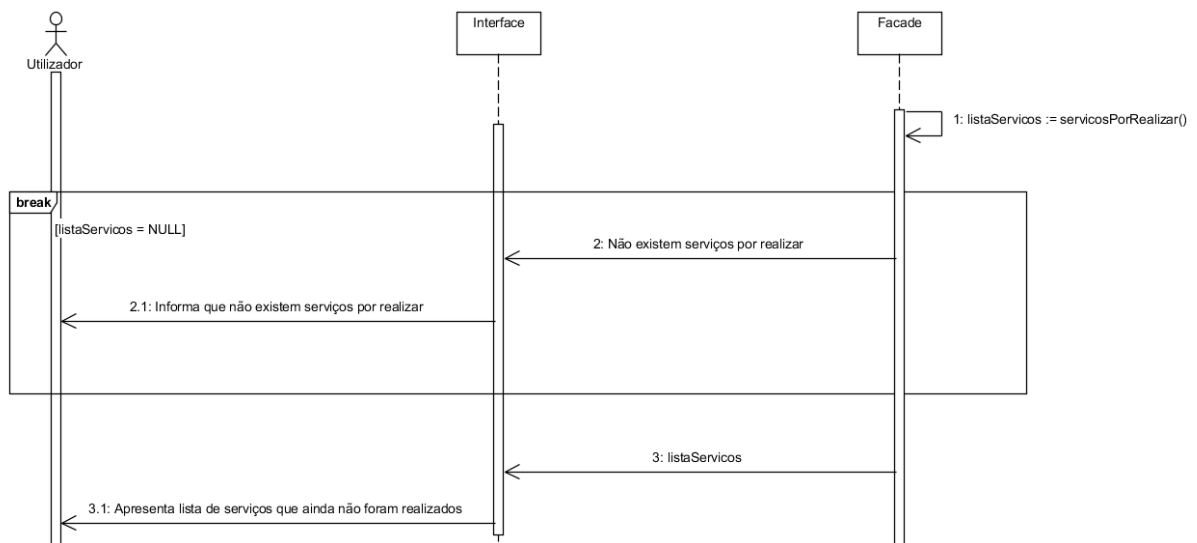 Utilizador
Interface
Facade
1: listaServicos := servicosPorRealizar()
break
[listaServicos = NULL]
2: Não existem serviços por realizar
2.1: Informa que não existem serviços por realizar
3: listaServicos
3.1: Apresenta lista de serviços que ainda não foram realizados